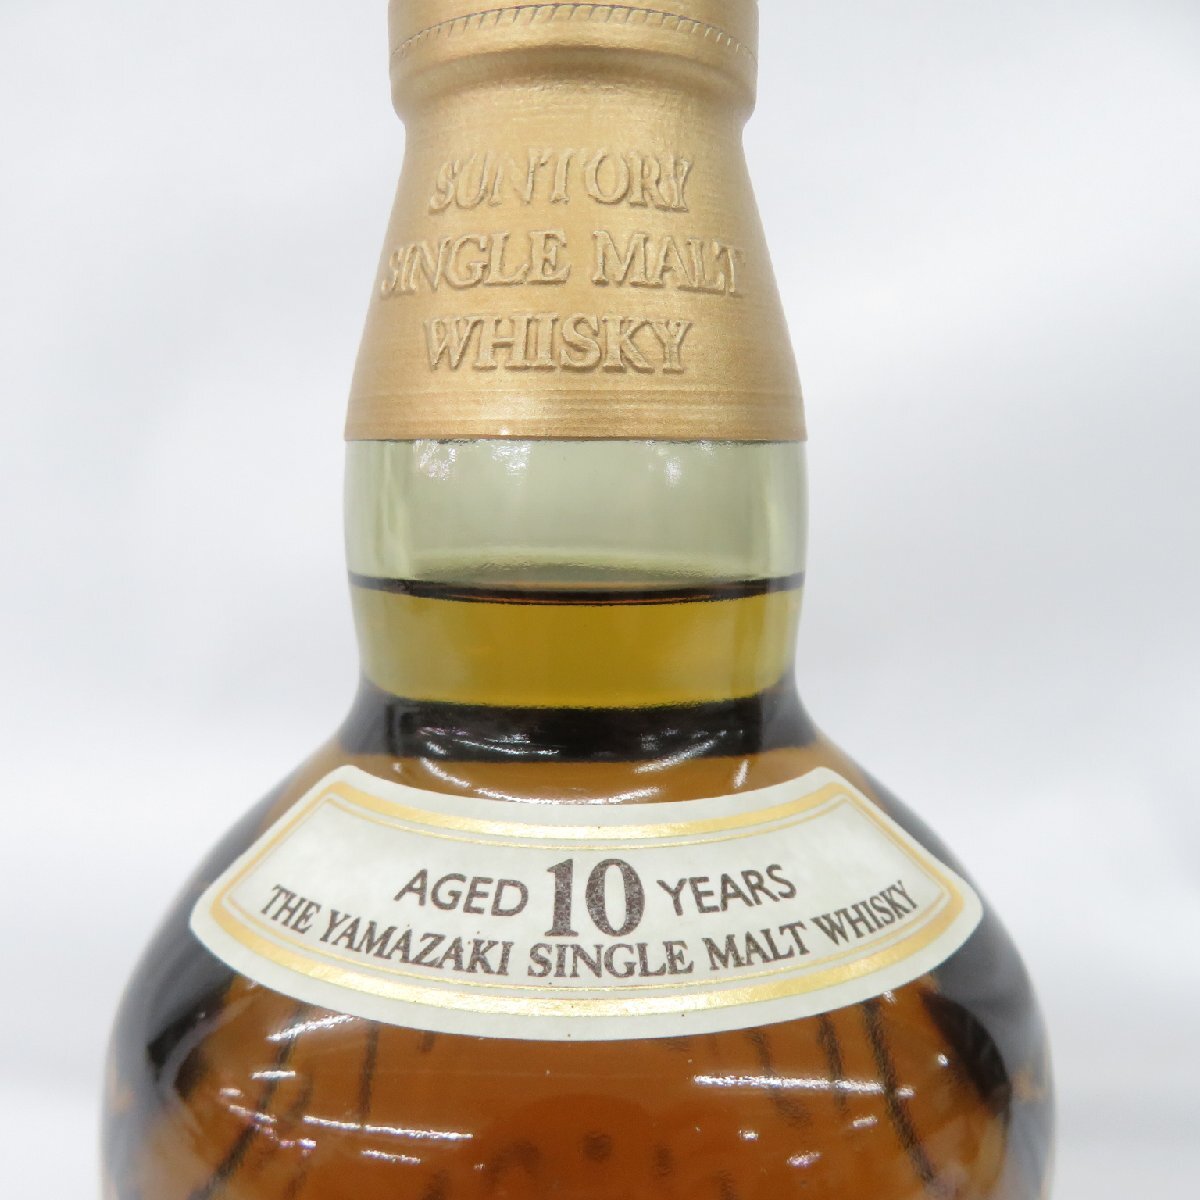 SUNTORY
SINGLE MALT
WHISKY
AGED 10 YEARS
THE YAMAZAKI SINGLE MALT WHISKY